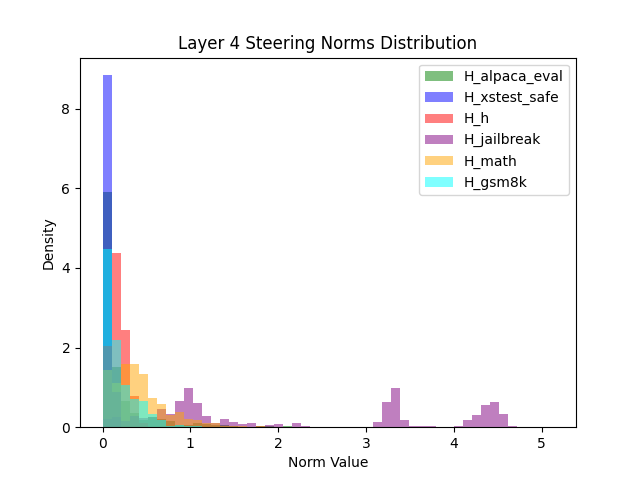 Layer 4 Steering Norms Distribution
H_alpaca_eval
H_xstest_safe
H_h
H_jailbreak
H_math
H_gsm8k
Density
8
6
4
2
0
0 1 2 3 4 5
Norm Value